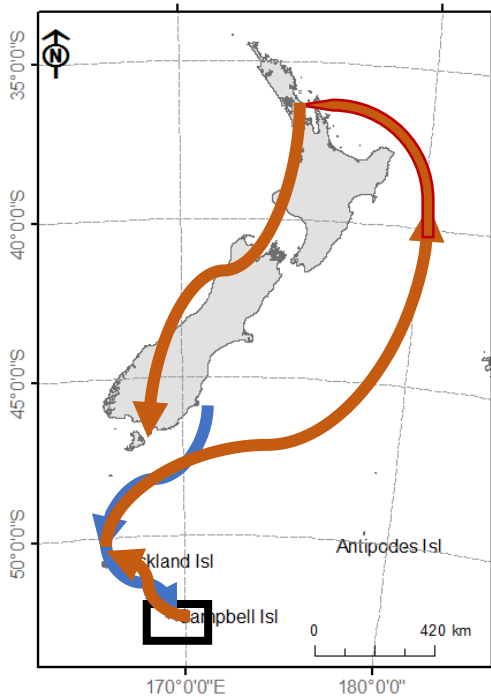 N
35°0'0"S
40°0'0"S
45°0'0"S
50°0'0"S
Antipodes Isl
ckland Isl
Campbell Isl
0 420 km
170°0'0"E 180°0'0"